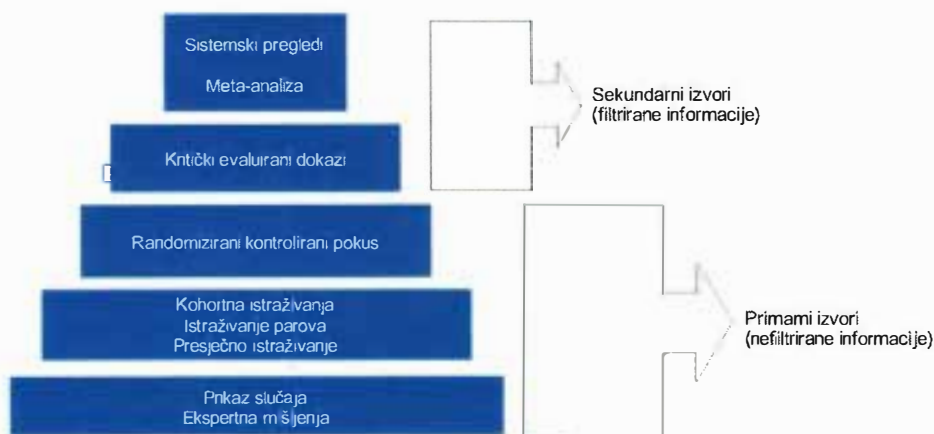 Sistemski pregledi
Meta-analiza
Kritički evaluirani dokazi
Randomizirani kontrolirani pokus
Kohortna istraživanja
Istraživanje parova
Presječno istraživanje
Prikaz slučaja
Ekspertna mišljenja
Sekundarni izvori
(filtrirane informacije)
Primarni izvori
(nefiltrirane informacije)